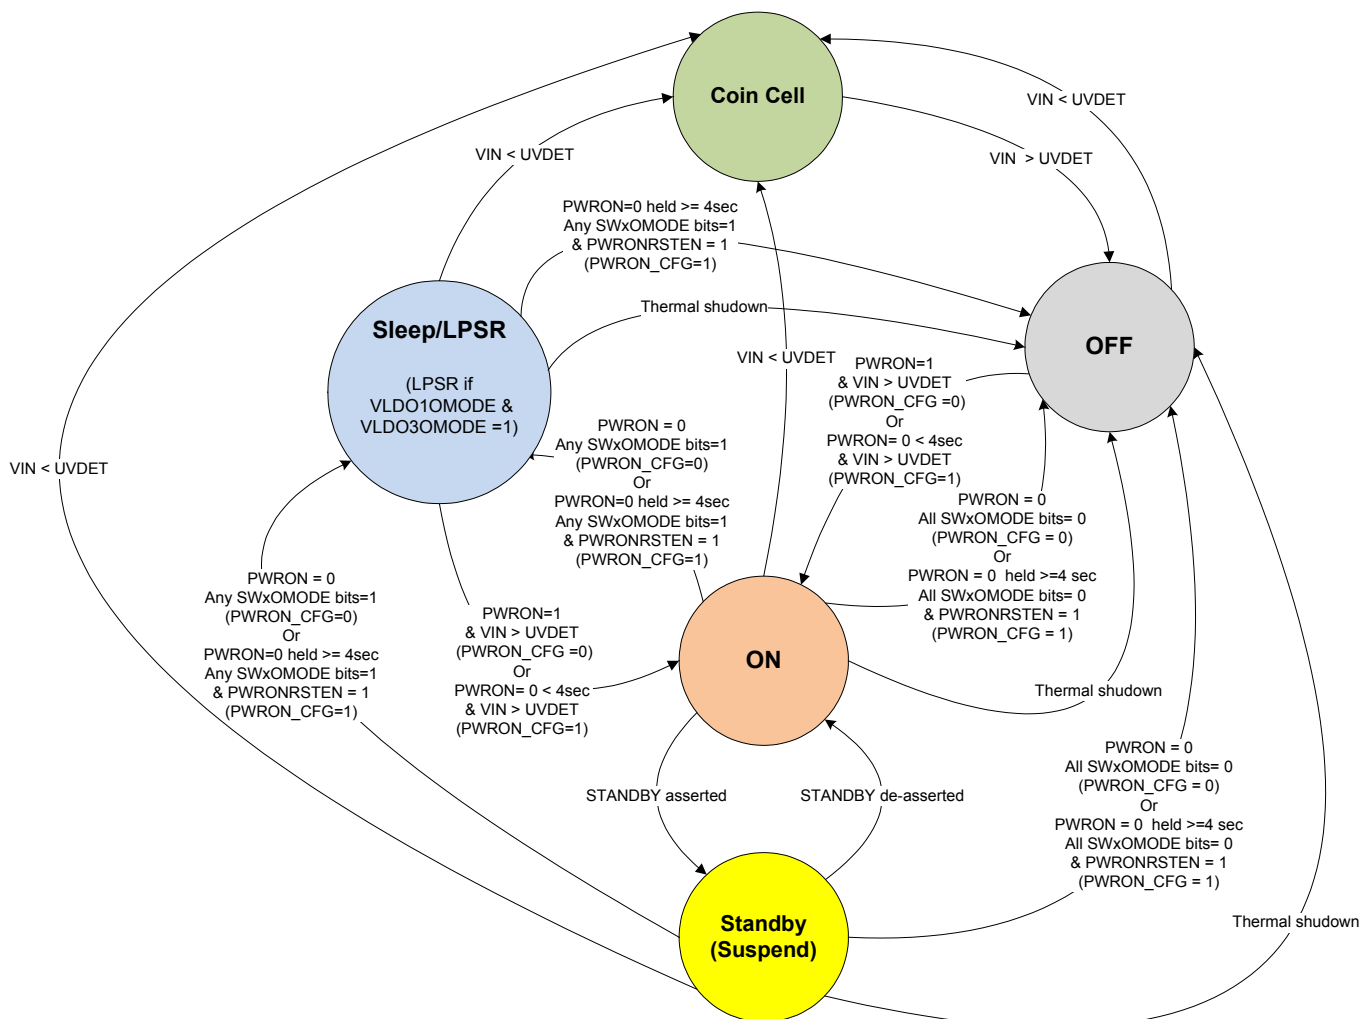 Coin Cell
VIN < UVDET
VIN < UVDET
VIN  > UVDET
PWRON=0 held >= 4sec
Any SWxOMODE bits=1
& PWRONRSTEN = 1
(PWRON_CFG=1)
Thermal shudown
Sleep/LPSR
(LPSR if
VLDO1OMODE &
VLDO3OMODE =1)
OFF
VIN < UVDET
PWRON=1
& VIN > UVDET
(PWRON_CFG =0)
Or
PWRON= 0 < 4sec
& VIN > UVDET
(PWRON_CFG=1)
PWRON = 0
Any SWxOMODE bits=1
(PWRON_CFG=0)
Or
PWRON=0 held >= 4sec
Any SWxOMODE bits=1
& PWRONRSTEN = 1
(PWRON_CFG=1)
VIN < UVDET
PWRON = 0
All SWxOMODE bits= 0
(PWRON_CFG = 0)
Or
PWRON = 0  held >=4 sec
All SWxOMODE bits= 0
& PWRONRSTEN = 1
(PWRON_CFG = 1)
PWRON = 0
Any SWxOMODE bits=1
(PWRON_CFG=0)
Or
PWRON=0 held >= 4sec
Any SWxOMODE bits=1
& PWRONRSTEN = 1
(PWRON_CFG=1)
PWRON=1
& VIN > UVDET
(PWRON_CFG =0)
Or
PWRON= 0 < 4sec
& VIN > UVDET
(PWRON_CFG=1)
ON
Thermal shudown
STANDBY asserted
STANDBY de-asserted
PWRON = 0
All SWxOMODE bits= 0
(PWRON_CFG = 0)
Or
PWRON = 0  held >=4 sec
All SWxOMODE bits= 0
& PWRONRSTEN = 1
(PWRON_CFG = 1)
Standby
(Suspend)
Thermal shudown